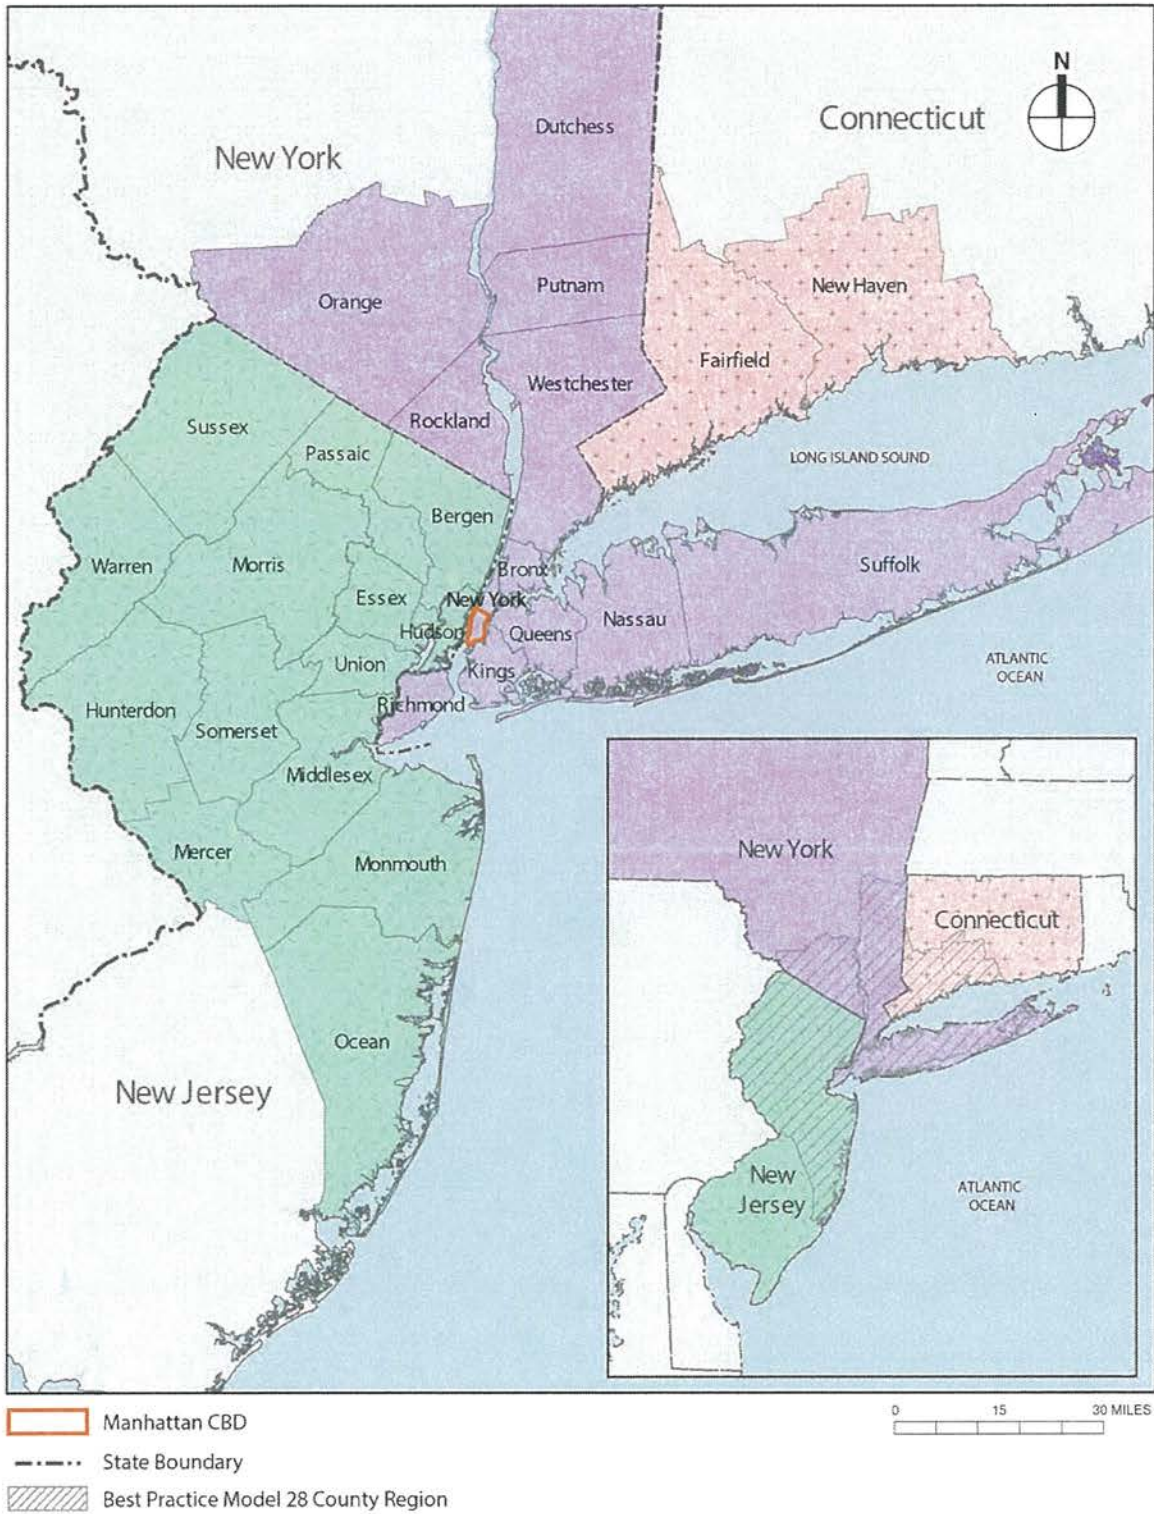 N
Connecticut
New York
Dutchess
Putnam
Orange
New Haven
Fairfield
Westchester
Rockland
Sussex
Passaic
LONG ISLAND SOUND
Bergen
Warren
Morris
Bronx
Suffolk
Essex
New York
Hudson
Queens
Nassau
Union
Kings
ATLANTIC
OCEAN
Richmond
Hunterdon
Somerset
Middlesex
Mercer
Monmouth
Ocean
New Jersey
New York
Connecticut
New
Jersey
ATLANTIC
OCEAN
Manhattan CBD
0 15 30 MILES
State Boundary
Best Practice Model 28 County Region